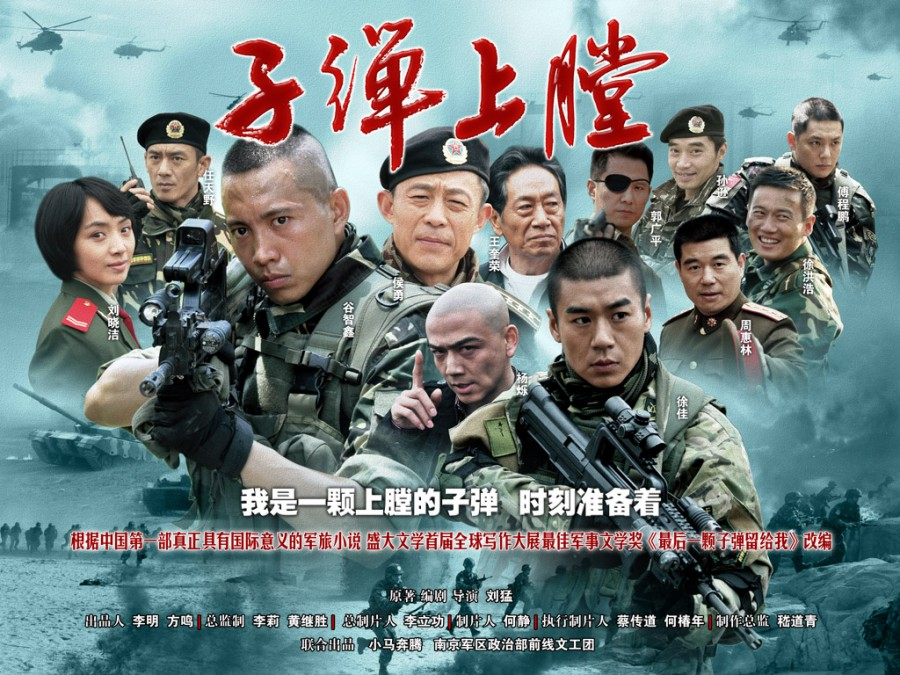 子弹上膛
任天野
刘晓洁
谷智鑫
侯勇
王奎荣
郭广平
孙逊
傅程鹏
徐洪浩
周惠林
杨烁
徐佳
我是一颗上膛的子弹 时刻准备着
根据中国第一部真正具有国际意义的军旅小说 盛大文学首届全球写作大展最佳军事文学奖《最后一颗子弹留给我》改编
原著 编剧 导演 刘猛
出品人 李明 方鸣 | 总监制 李莉 黄继胜 | 总制片人 李立功 | 制片人 何静 | 执行制片人 蔡传道 何椿年 | 制作总监 嵇道青
联合出品 小马奔腾 南京军区政治部前线文工团